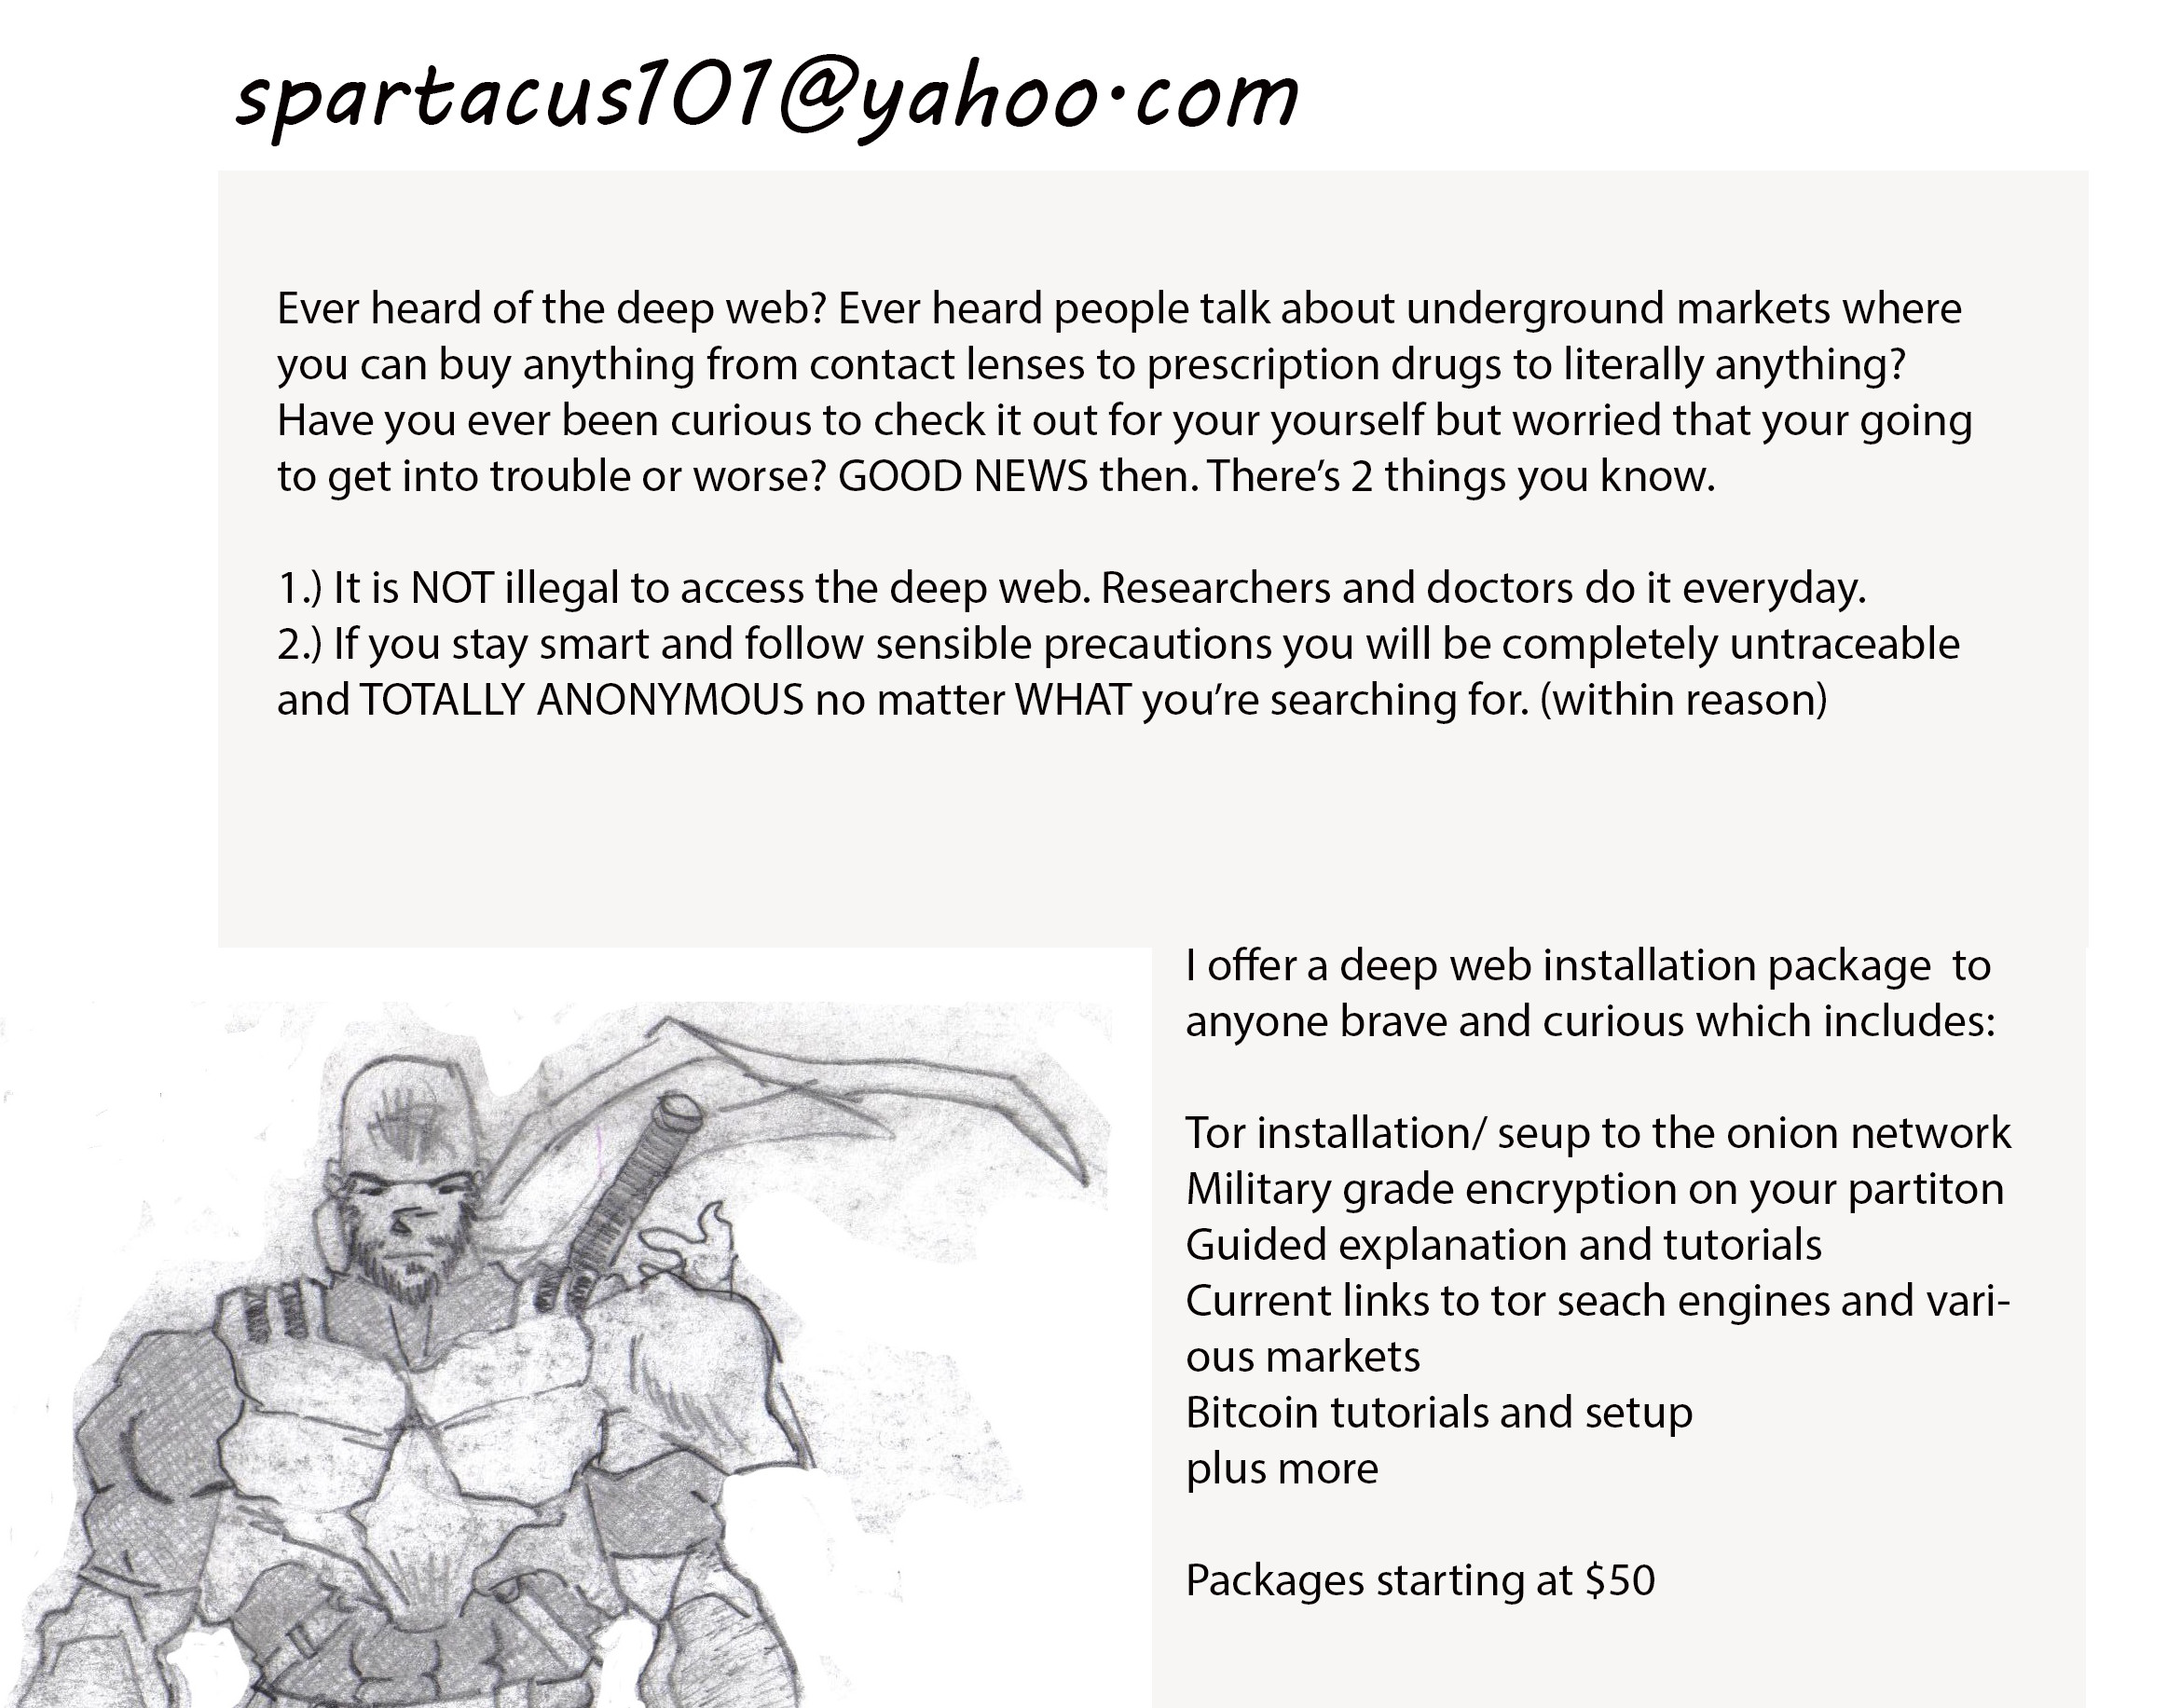 spartacus101@yahoo.com
Ever heard of the deep web? Ever heard people talk about underground markets where
you can buy anything from contact lenses to prescription drugs to literally anything?
Have you ever been curious to check it out for your yourself but worried that your going
to get into trouble or worse? GOOD NEWS then. There’s 2 things you know.
1.) It is NOT illegal to access the deep web. Researchers and doctors do it everyday.
2.) If you stay smart and follow sensible precautions you will be completely untraceable
and TOTALLY ANONYMOUS no matter WHAT you’re searching for. (within reason)
I offer a deep web installation package  to
anyone brave and curious which includes:
Tor installation/ seup to the onion network
Military grade encryption on your partiton
Guided explanation and tutorials
Current links to tor seach engines and vari-
ous markets
Bitcoin tutorials and setup
plus more
Packages starting at $50